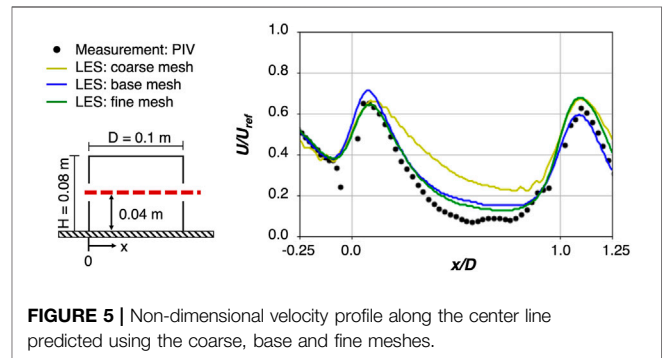 Measurement: PIV
LES: coarse mesh
LES: base mesh
LES: fine mesh
D = 0.1 m
H = 0.08 m
0.04 m
x
0
U/Uref
1.0
0.8
0.6
0.4
0.2
0.0
-0.25 0.0 1.0 1.25
x/D
FIGURE 5 | Non-dimensional velocity profile along the center line
predicted using the coarse, base and fine meshes.